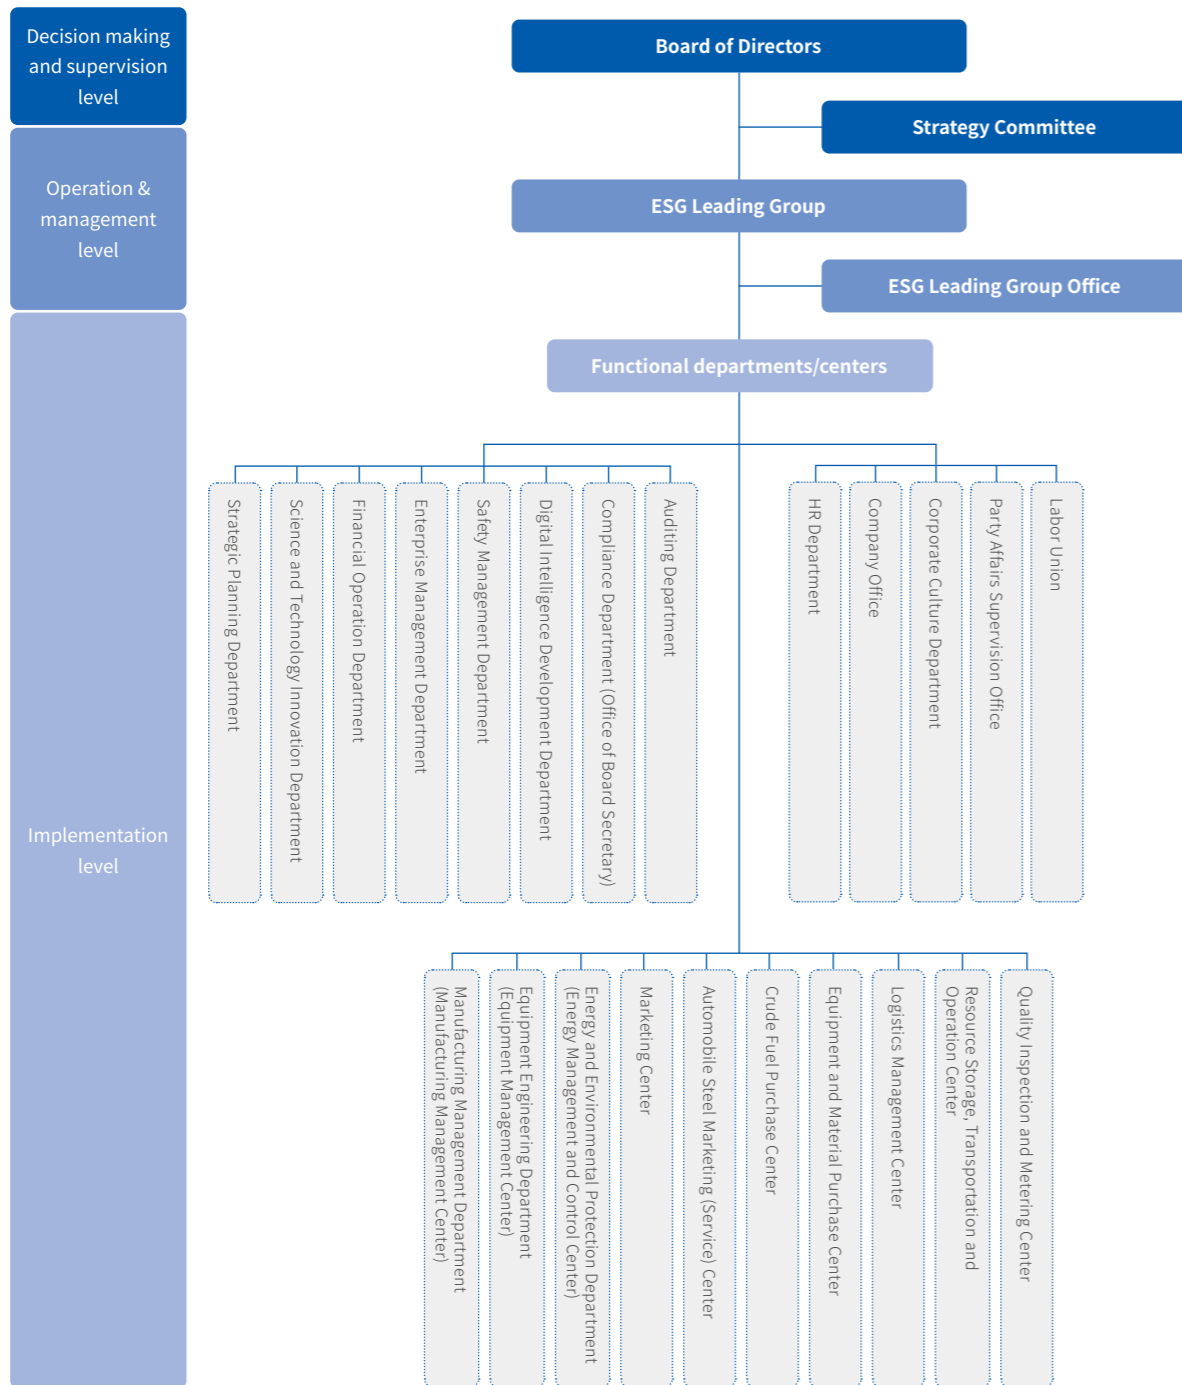 Decision making
and supervision
level
Board of Directors
Strategy Committee
Operation &
management
level
ESG Leading Group
ESG Leading Group Office
Implementation
level
Functional departments/centers
Strategic Planning Department
Science and Technology Innovation Department
Financial Operation Department
Enterprise Management Department
Safety Management Department
Digital Intelligence Development Department
Compliance Department (Office of Board Secretary)
Auditing Department
HR Department
Company Office
Corporate Culture Department
Party Affairs Supervision Office
Labor Union
Manufacturing Management Department
(Manufacturing Management Center)
Equipment Engineering Department
(Equipment Management Center)
Energy and Environmental Protection Department
(Energy Management and Control Center)
Marketing Center
Automobile Steel Marketing (Service) Center
Crude Fuel Purchase Center
Equipment and Material Purchase Center
Logistics Management Center
Resource Storage, Transportation and
Operation Center
Quality Inspection and Metering Center